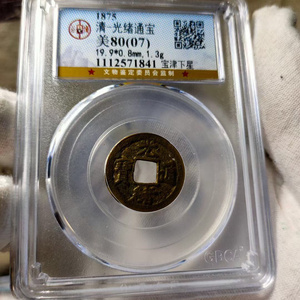 1875
清-光绪通宝
美80(07)
19.9*0.8mm,1.3g
1112571841 宝津下星
文物鉴定委员会监制